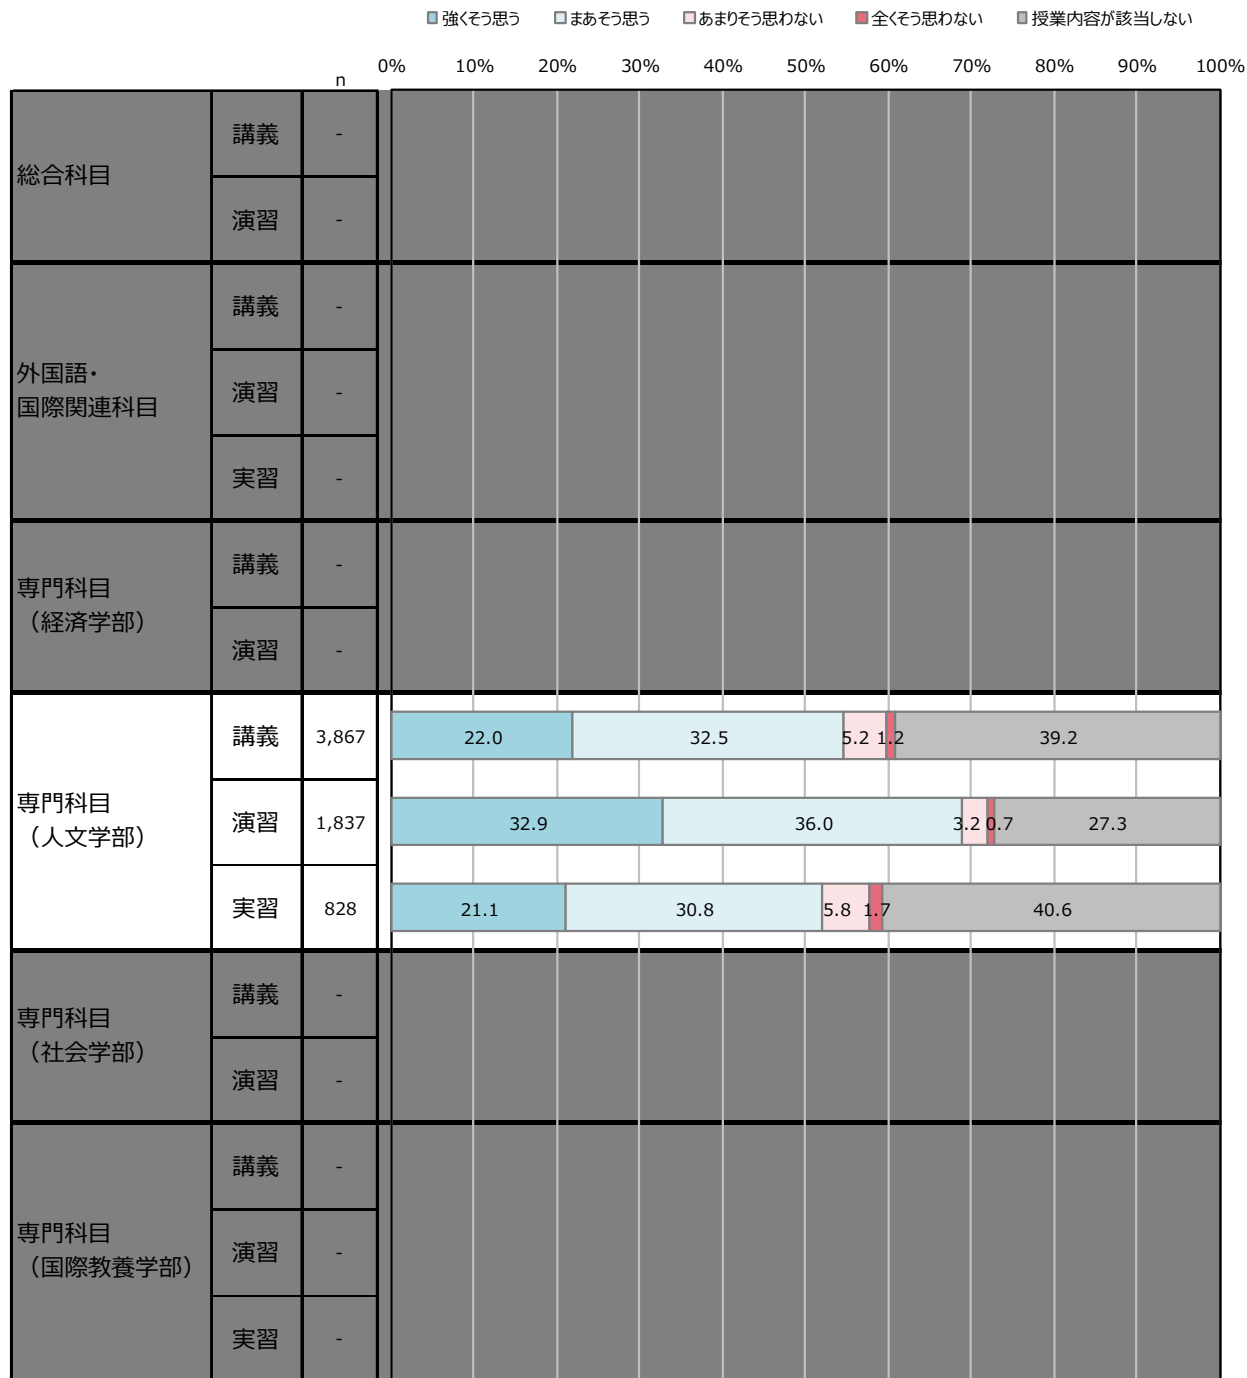 強くそう思う まあそう思う あまりそう思わない 全くそう思わない 授業内容が該当しない
n 0% 10% 20% 30% 40% 50% 60% 70% 80% 90% 100%
総合科目
講義 -
演習 -
外国語・
国際関連科目
講義 -
演習 -
実習 -
専門科目
（経済学部）
講義 -
演習 -
専門科目
（人文学部）
講義 3,867 22.0 32.5 5.2 1.2 39.2
演習 1,837 32.9 36.0 3.2 0.7 27.3
実習 828 21.1 30.8 5.8 1.7 40.6
専門科目
（社会学部）
講義 -
演習 -
専門科目
（国際教養学部）
講義 -
演習 -
実習 -